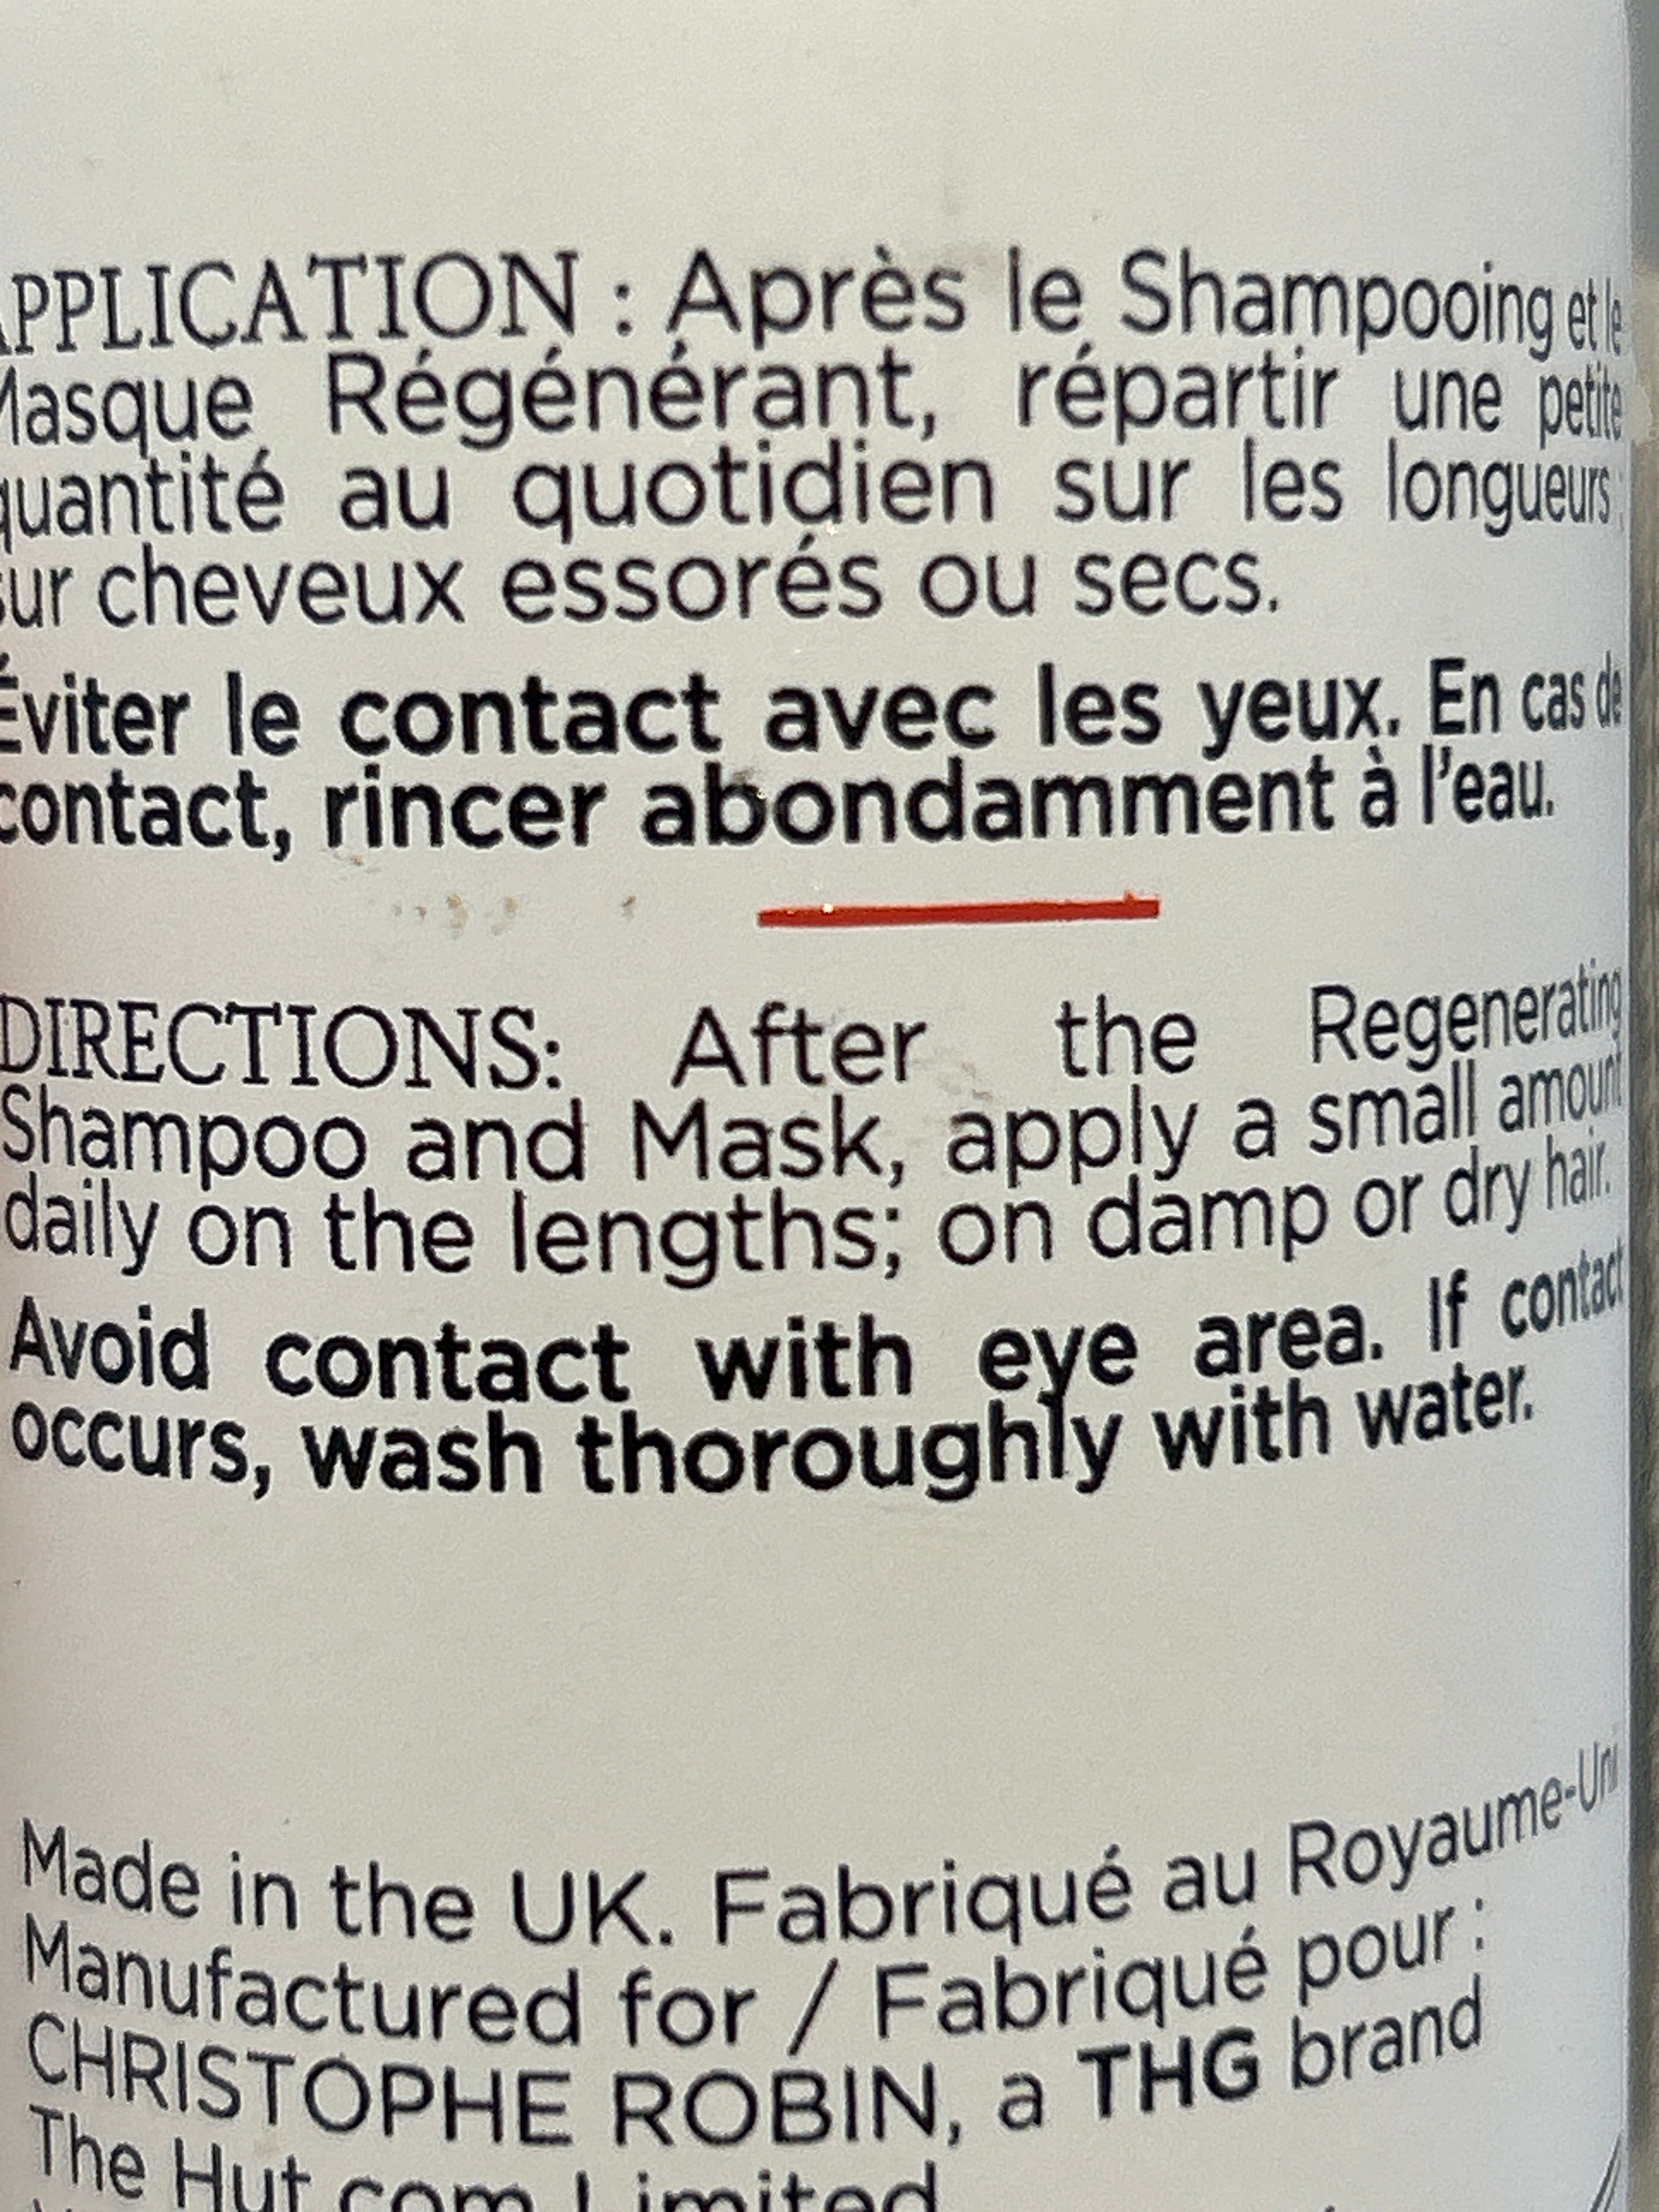 APPLICATION : Après le Shampooing et le
Masque Régénérant, répartir une petite
quantité au quotidien sur les longueurs ;
sur cheveux essorés ou secs.
Éviter le contact avec les yeux. En cas de
contact, rincer abondamment à l'eau.
DIRECTIONS: After the Regenerating
Shampoo and Mask, apply a small amount
daily on the lengths; on damp or dry hair.
Avoid contact with eye area. If contact
occurs, wash thoroughly with water.
Made in the UK. Fabriqué au Royaume-Uni
Manufactured for / Fabriqué pour :
CHRISTOPHE ROBIN, a THG brand
The Hut.com Limited